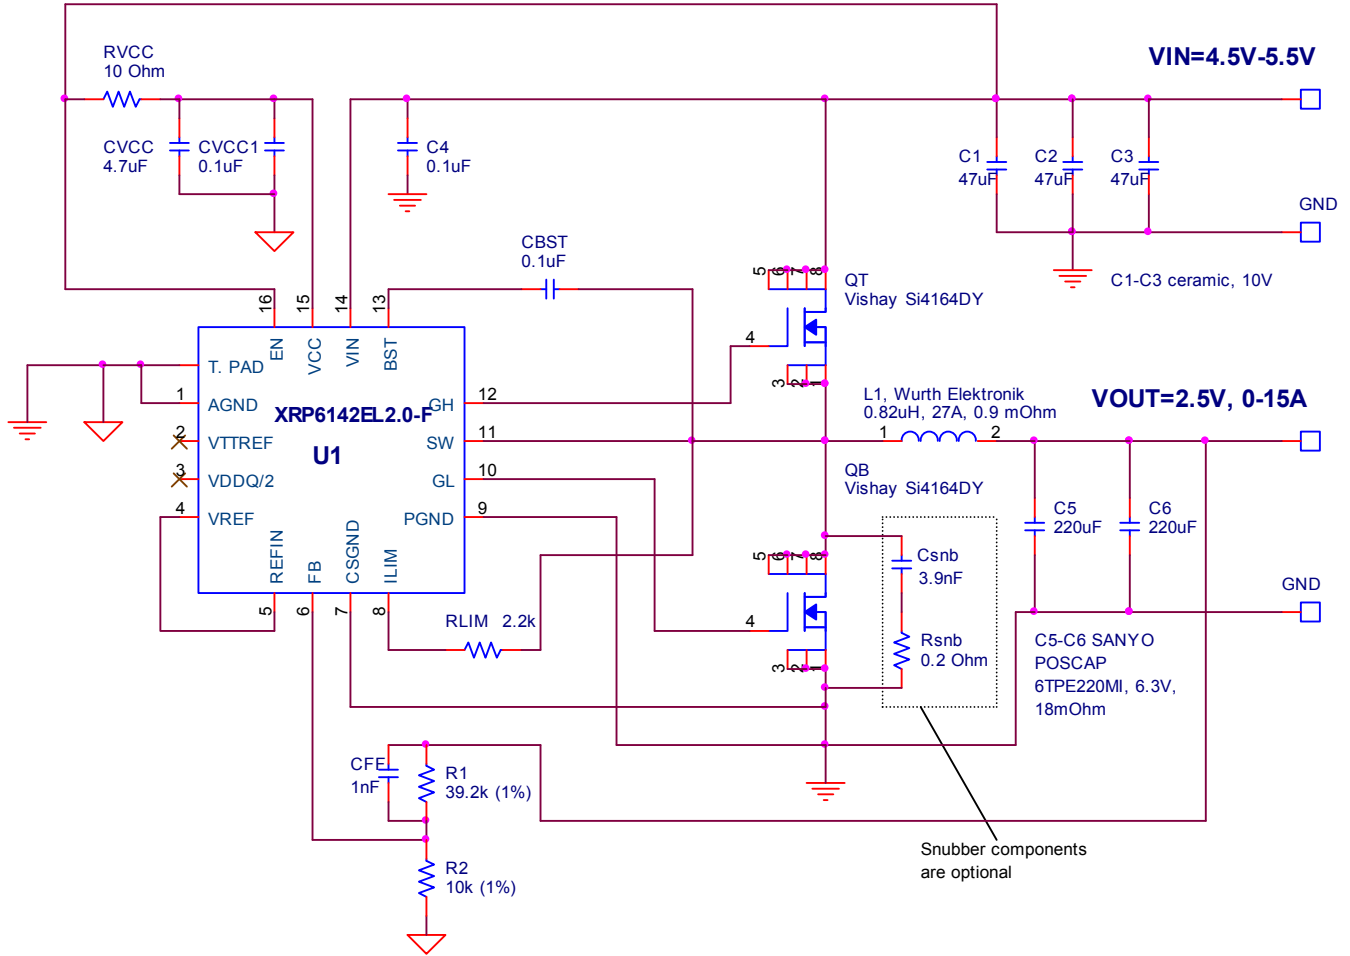 RVCC
10 Ohm
VIN=4.5V-5.5V
CVCC
4.7uF
CVCC1
0.1uF
C4
0.1uF
C1
47uF
C2
47uF
C3
47uF
GND
C1-C3 ceramic, 10V
CBST
0.1uF
QT
Vishay Si4164DY
5
6
7
8
4
3
2
1
16
15
14
13
EN
VCC
VIN
BST
T. PAD
1
AGND
2
VTTREF
3
VDDQ/2
4
VREF
XRP6142EL2.0-F
U1
GH
12
SW
11
GL
10
PGND
9
REFIN
FB
CSGND
ILIM
5
6
7
8
L1, Wurth Elektronik
0.82uH, 27A, 0.9 mOhm
1
2
VOUT=2.5V, 0-15A
QB
Vishay Si4164DY
5
6
7
8
4
3
2
1
Csnb
3.9nF
Rsnb
0.2 Ohm
C5
220uF
C6
220uF
GND
C5-C6 SANYO
POSCAP
6TPE220MI, 6.3V,
18mOhm
RLIM 2.2k
CFF
1nF
R1
39.2k (1%)
R2
10k (1%)
Snubber components
are optional